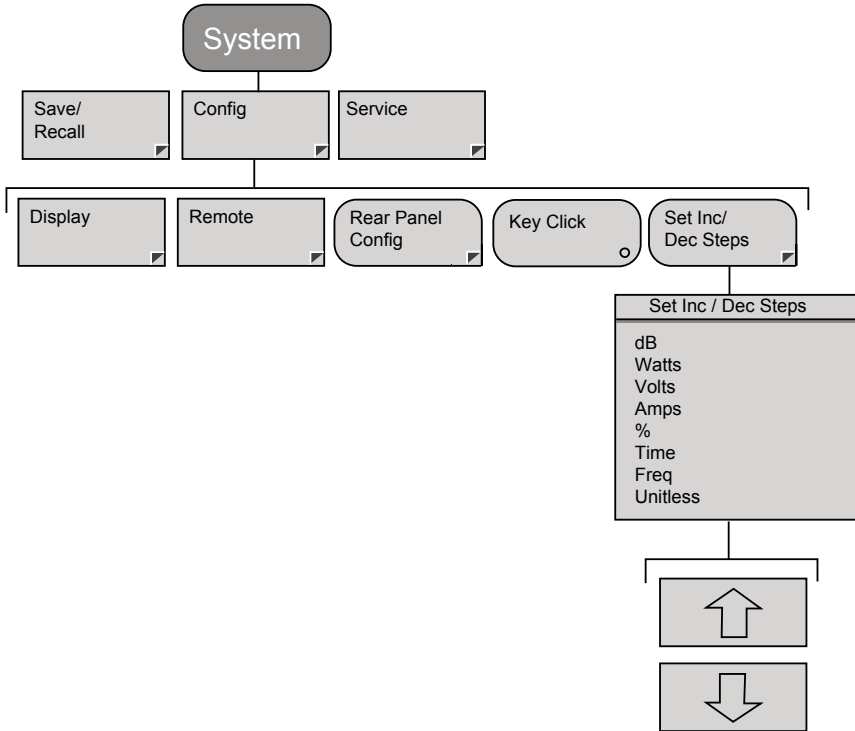 System
Save/
Recall
Config
Service
Display
Remote
Rear Panel
Config
Key Click
Set Inc/
Dec Steps
Set Inc / Dec Steps
dB
Watts
Volts
Amps
%
Time
Freq
Unitless